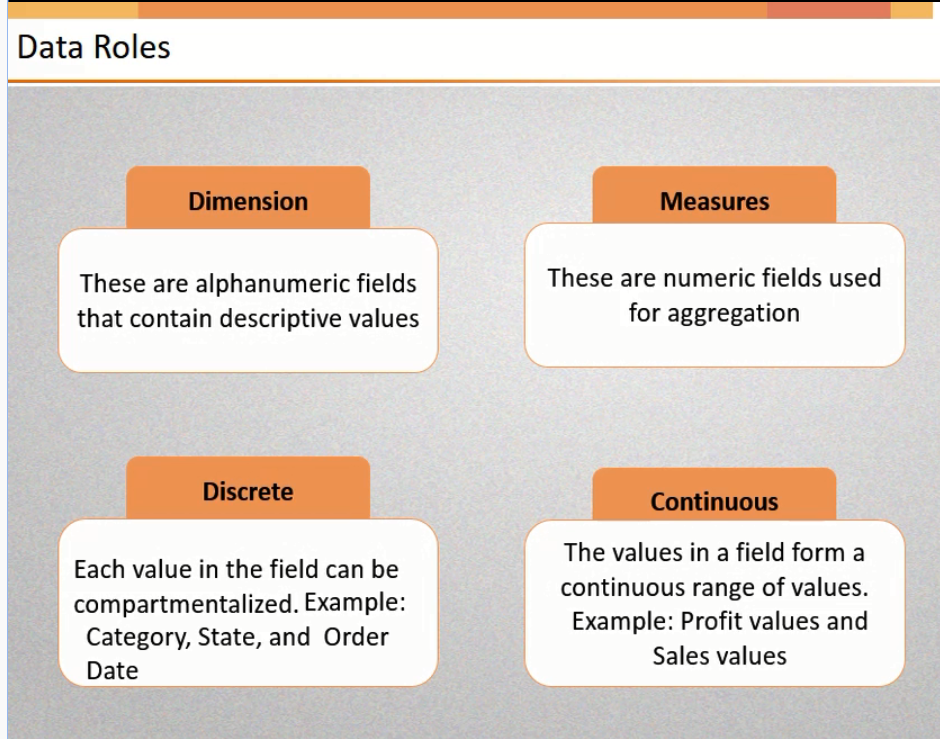 Data Roles
Dimension
These are alphanumeric fields
that contain descriptive values
Measures
These are numeric fields used
for aggregation
Discrete
Each value in the field can be
compartmentalized. Example:
Category, State, and Order
Date
Continuous
The values in a field form a
continuous range of values.
Example: Profit values and
Sales values